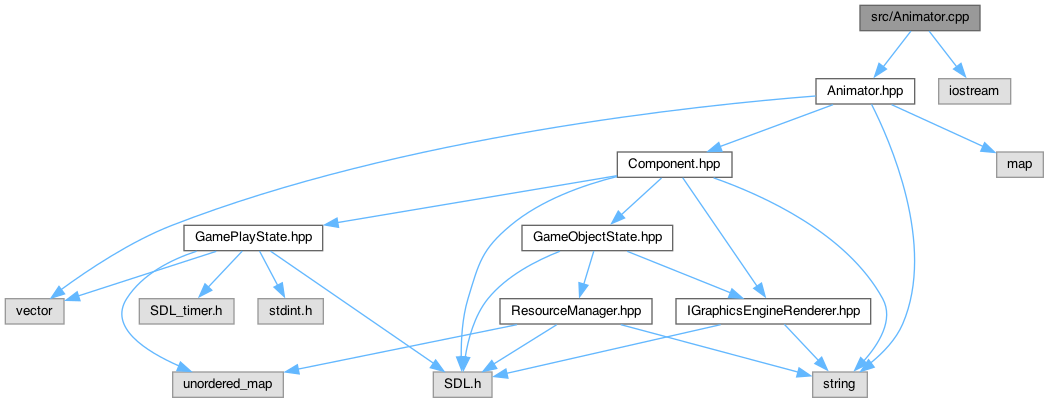 src/Animator.cpp
Animator.hpp
iostream
Component.hpp
map
GamePlayState.hpp
GameObjectState.hpp
vector
SDL_timer.h
stdint.h
ResourceManager.hpp
IGraphicsEngineRenderer.hpp
unordered_map
SDL.h
string